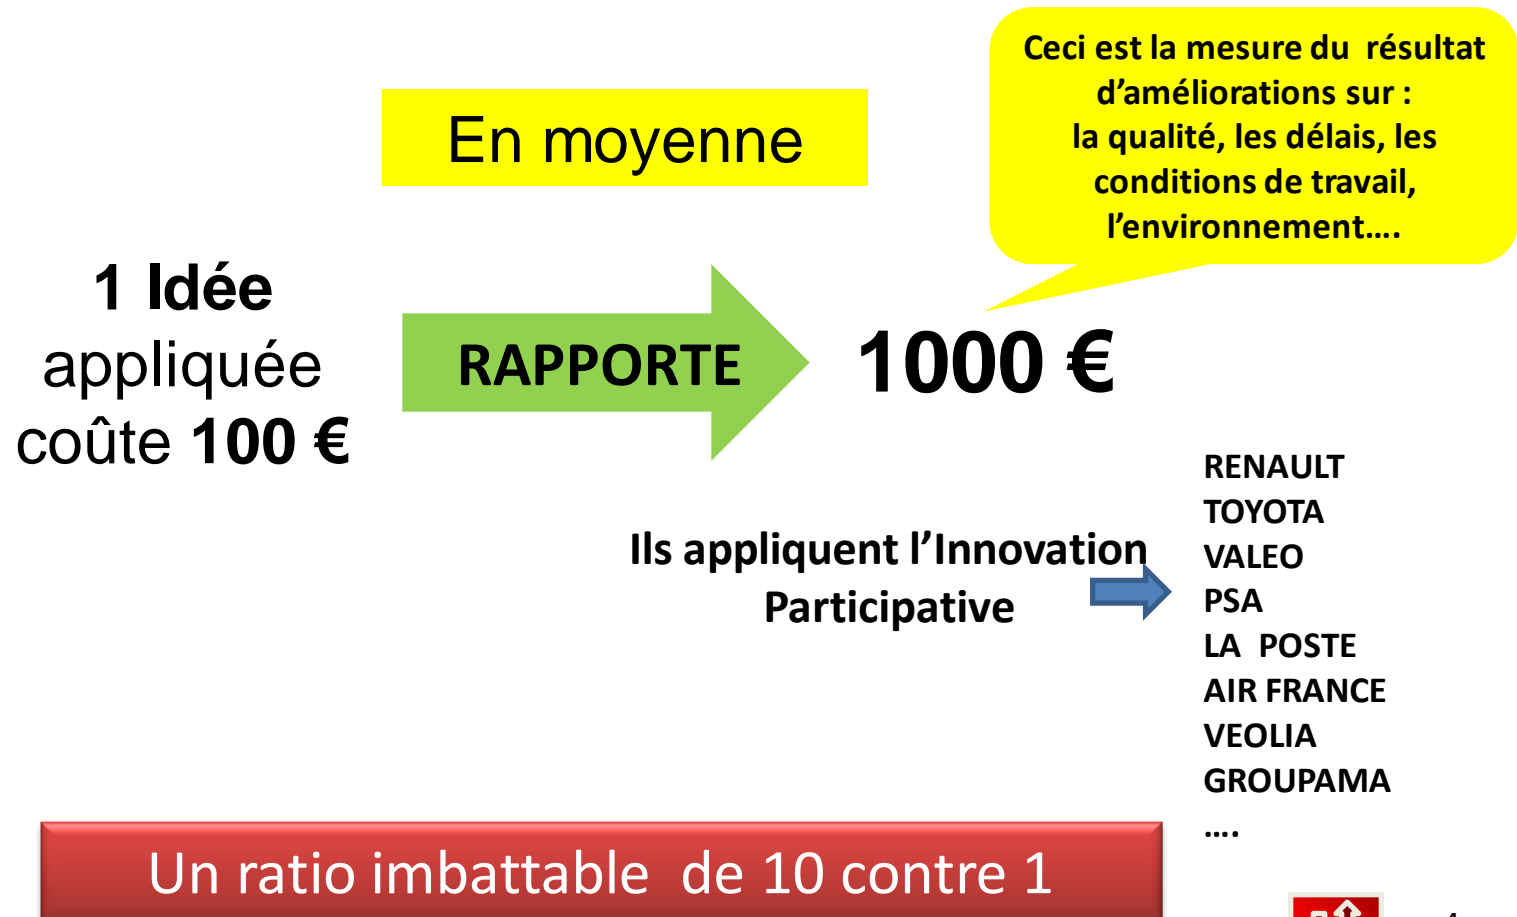 Ceci est la mesure du résultat
d’améliorations sur :
la qualité, les délais, les
conditions de travail,
l’environnement….
En moyenne
1 Idée
appliquée
coûte 100 €
RAPPORTE
1000 €
Ils appliquent l’Innovation
Participative
RENAULT
TOYOTA
VALEO
PSA
LA POSTE
AIR FRANCE
VEOLIA
GROUPAMA
….
Un ratio imbattable de 10 contre 1